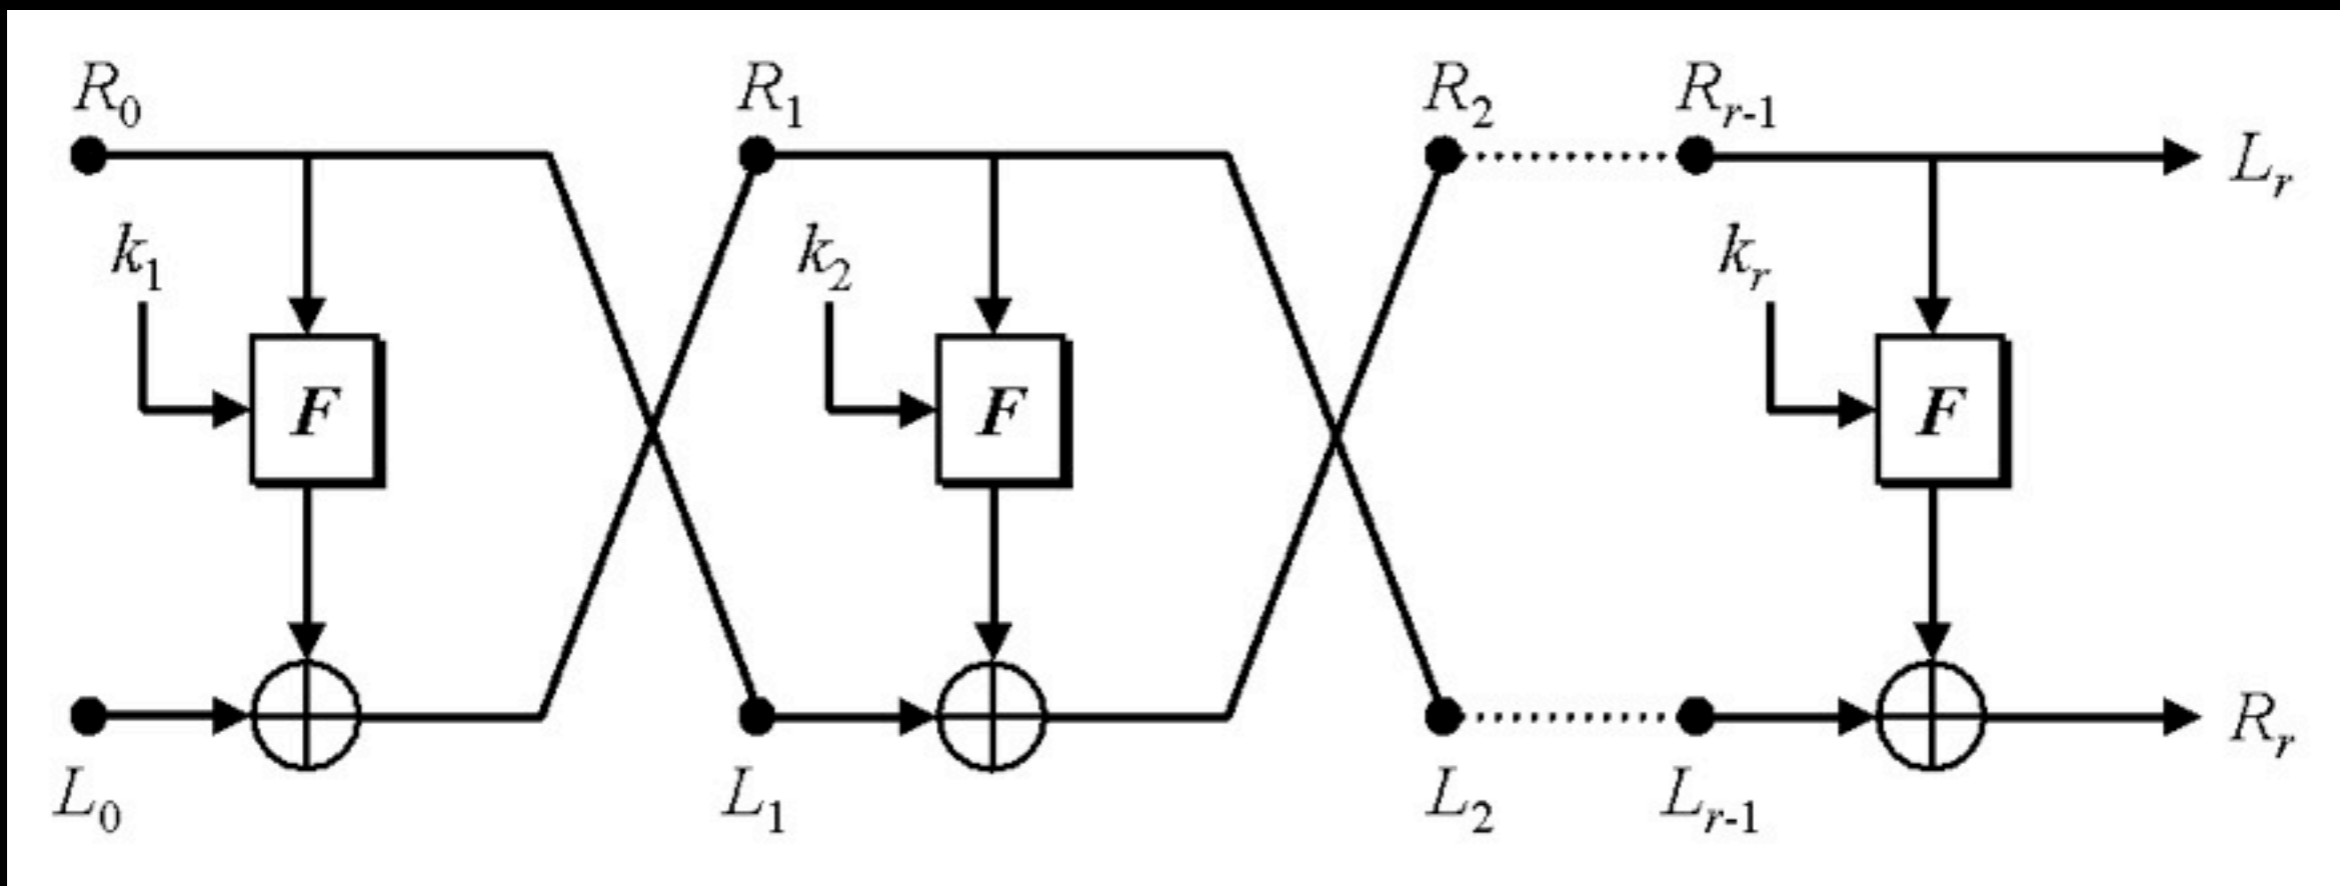 R₀ R₁ R₂ Rᵣ₋₁
Lᵣ
k₁ k₂ kᵣ
F F F
Rᵣ
L₀ L₁ L₂ Lᵣ₋₁